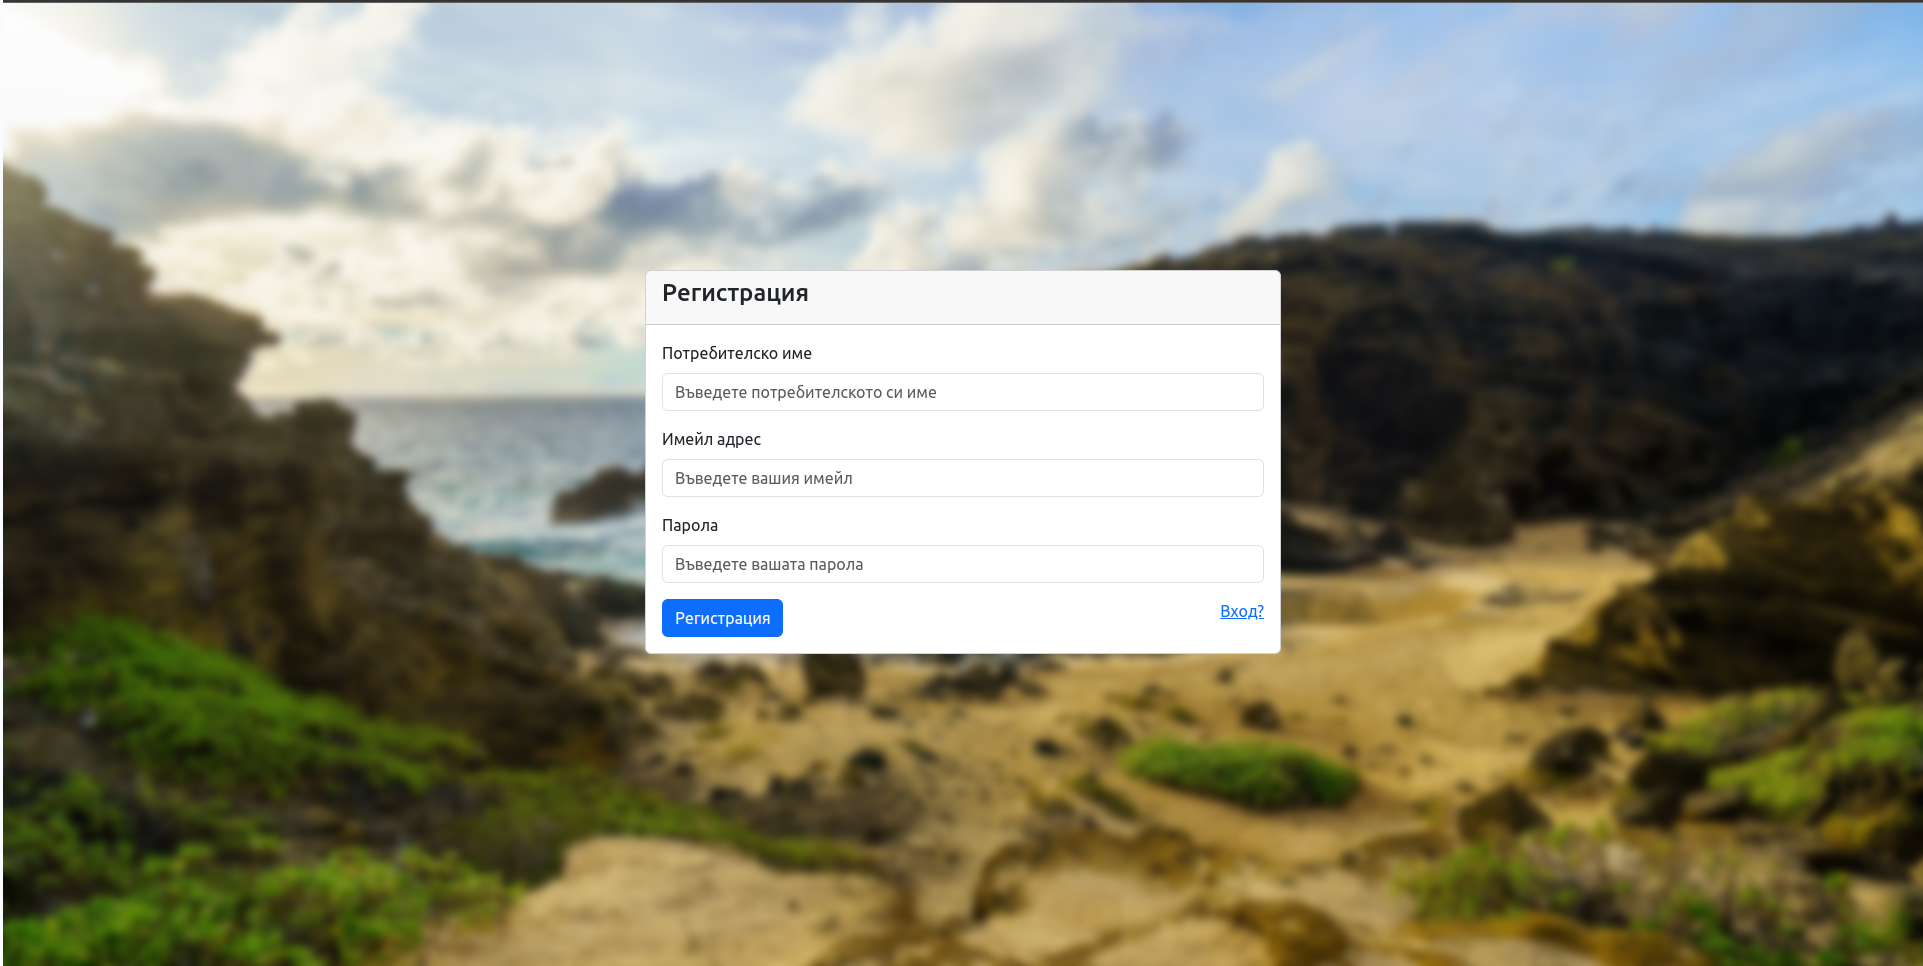 Регистрация
Потребителско име
Въведете потребителското си име
Имейл адрес
Въведете вашия имейл
Парола
Въведете вашата парола
Регистрация
Вход?